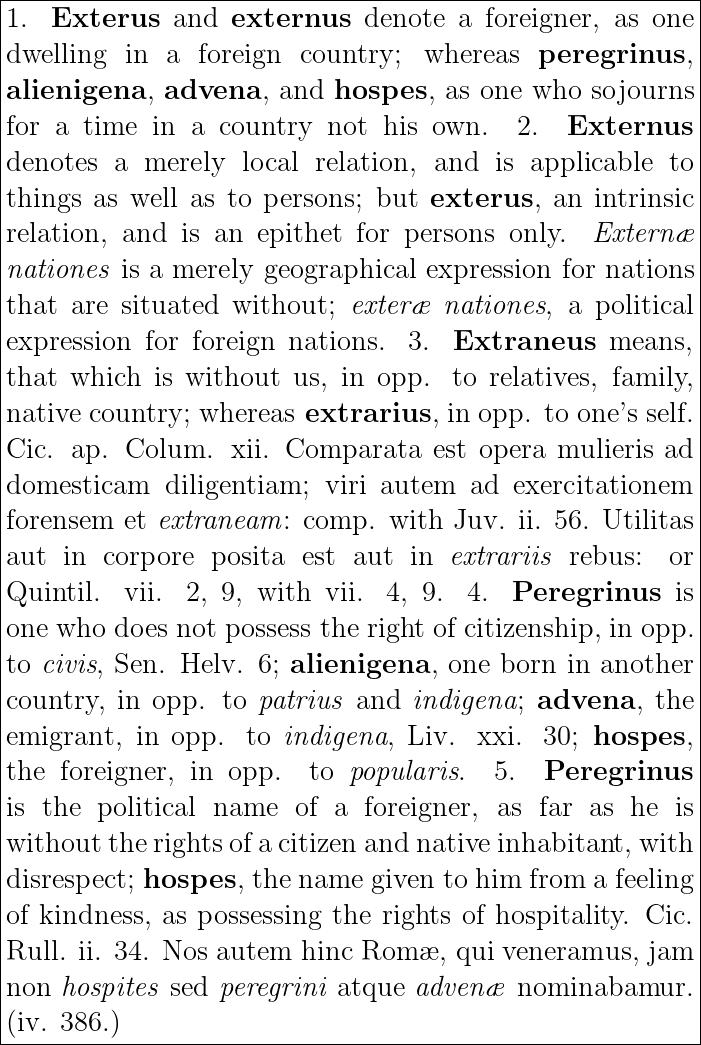 1. Exterus and externus denote a foreigner, as one
dwelling in a foreign country; whereas peregrinus,
alienigena, advena, and hospes, as one who sojourns
for a time in a country not his own. 2. Externus
denotes a merely local relation, and is applicable to
things as well as to persons; but exterus, an intrinsic
relation, and is an epithet for persons only. Externæ
nationes is a merely geographical expression for nations
that are situated without; exteræ nationes, a political
expression for foreign nations. 3. Extraneus means,
that which is without us, in opp. to relatives, family,
native country; whereas extrarius, in opp. to one's self.
Cic. ap. Colum. xii. Comparata est opera mulieris ad
domesticam diligentiam; viri autem ad exercitationem
forensem et extraneam: comp. with Juv. ii. 56. Utilitas
aut in corpore posita est aut in extrariis rebus: or
Quintil. vii. 2, 9, with vii. 4, 9. 4. Peregrinus is
one who does not possess the right of citizenship, in opp.
to civis, Sen. Helv. 6; alienigena, one born in another
country, in opp. to patrius and indigena; advena, the
emigrant, in opp. to indigena, Liv. xxi. 30; hospes,
the foreigner, in opp. to popularis. 5. Peregrinus
is the political name of a foreigner, as far as he is
without the rights of a citizen and native inhabitant, with
disrespect; hospes, the name given to him from a feeling
of kindness, as possessing the rights of hospitality. Cic.
Rull. ii. 34. Nos autem hinc Romæ, qui veneramus, jam
non hospites sed peregrini atque advenæ nominabamur.
(iv. 386.)